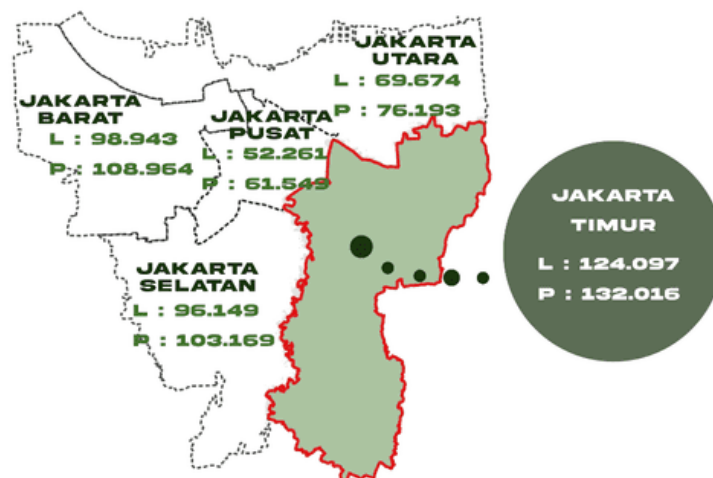 JAKARTA
UTARA
L : 69.674
P : 76.193
JAKARTA
BARAT
L : 98.943
P : 108.964
JAKARTA
PUSAT
L : 52.261
P : 61.549
JAKARTA
TIMUR
L : 124.097
P : 132.016
JAKARTA
SELATAN
L : 96.149
P : 103.169